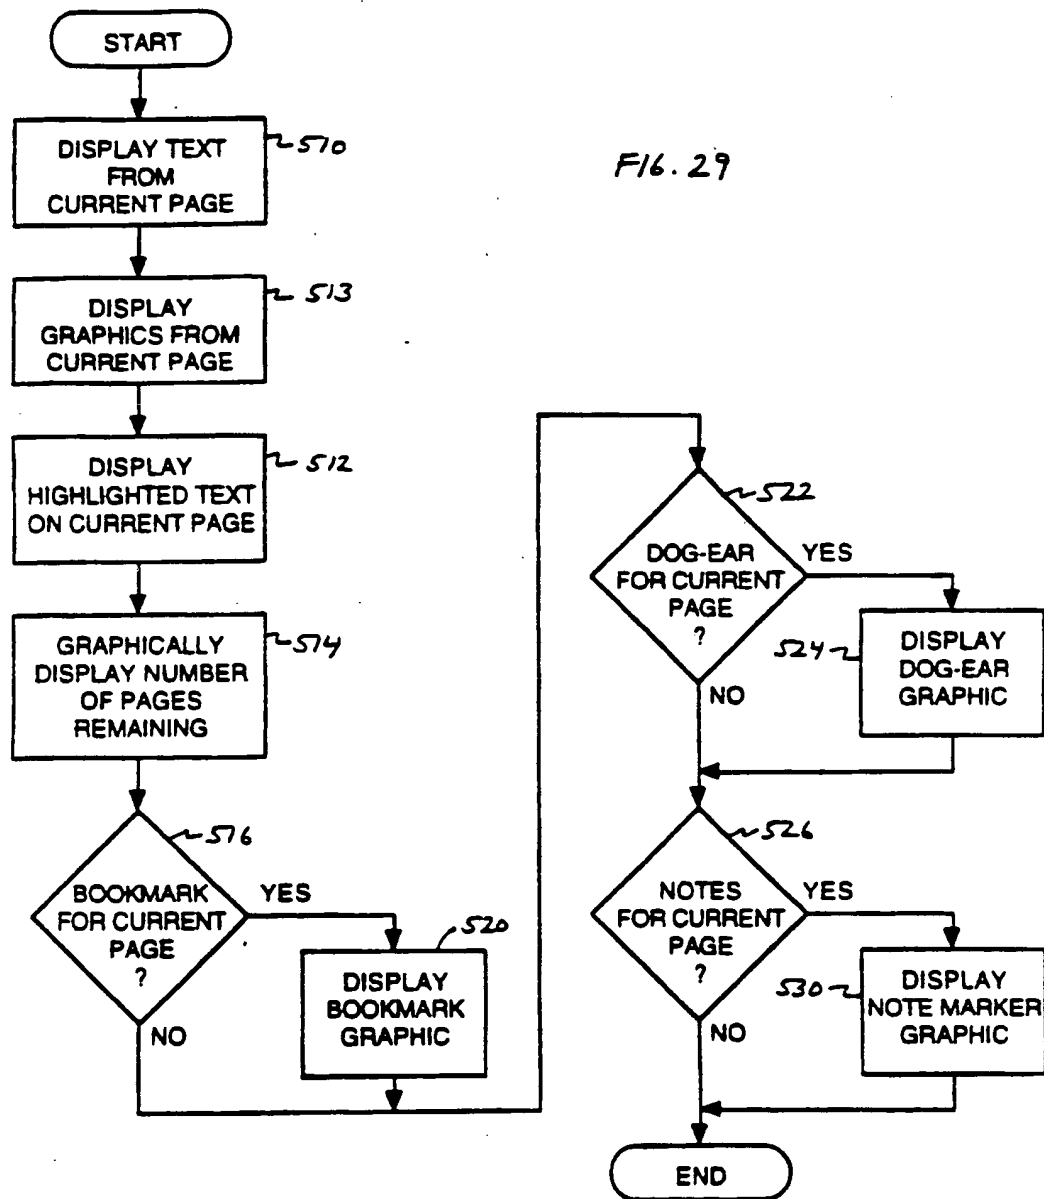 START
DISPLAY TEXT
FROM
CURRENT PAGE
510
FIG. 29
DISPLAY
GRAPHICS FROM
CURRENT PAGE
513
DISPLAY
HIGHLIGHTED TEXT
ON CURRENT PAGE
512
GRAPHICALLY
DISPLAY NUMBER
OF PAGES
REMAINING
514
BOOKMARK
FOR CURRENT
PAGE
?
516
YES
NO
DISPLAY
BOOKMARK
GRAPHIC
520
DOG-EAR
FOR CURRENT
PAGE
?
522
YES
NO
DISPLAY
DOG-EAR
GRAPHIC
524
NOTES
FOR CURRENT
PAGE
?
526
YES
NO
DISPLAY
NOTE MARKER
GRAPHIC
530
END